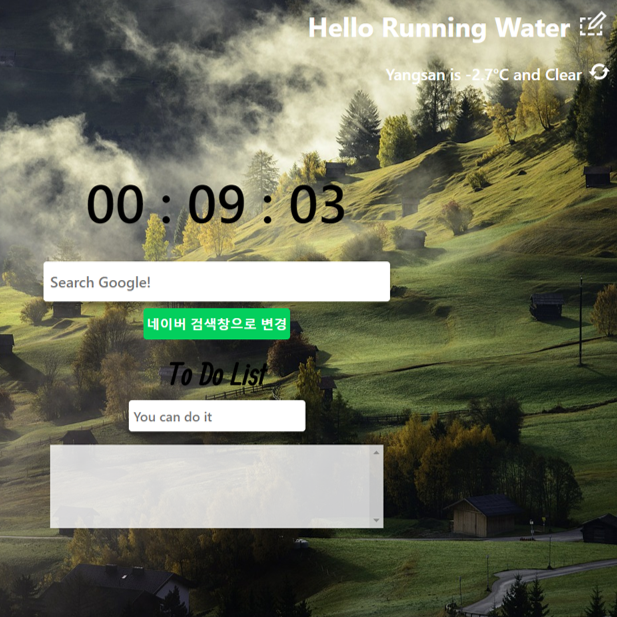 Hello Running Water
Yangsan is -2.7°C and Clear
00 : 09 : 03
Search Google!
네이버 검색창으로 변경
To Do List
You can do it